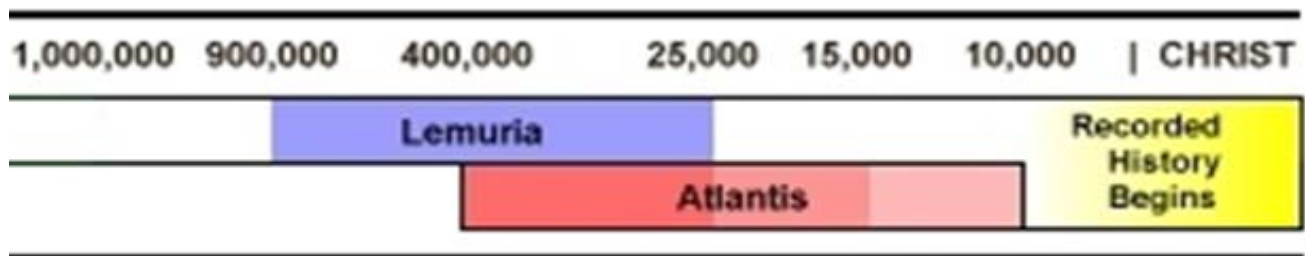 1,000,000 900,000 400,000 25,000 15,000 10,000 | CHRIST
Lemuria
Atlantis
Recorded
History
Begins